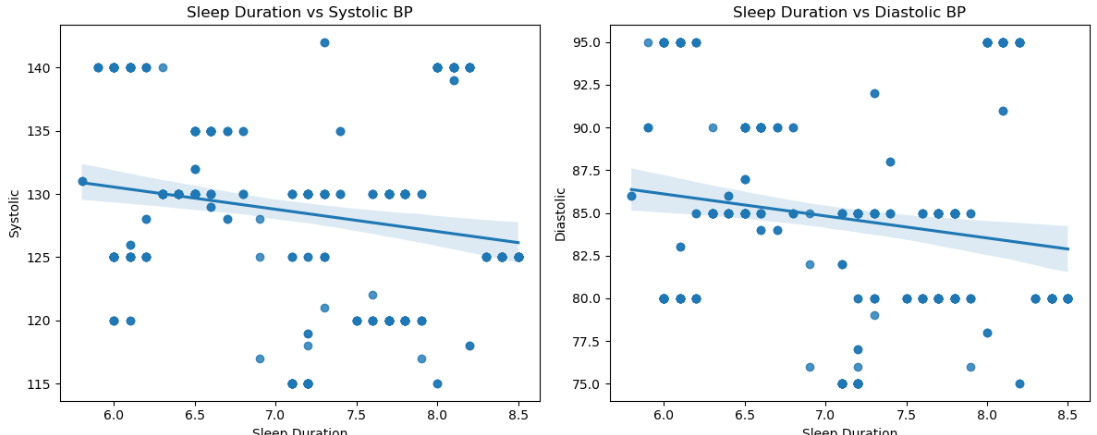 Sleep Duration vs Systolic BP
140
135
130
125
120
115
Systolic
6.0 6.5 7.0 7.5 8.0 8.5
Sleep Duration
Sleep Duration vs Diastolic BP
95.0
92.5
90.0
87.5
85.0
82.5
80.0
77.5
75.0
Diastolic
6.0 6.5 7.0 7.5 8.0 8.5
Sleep Duration